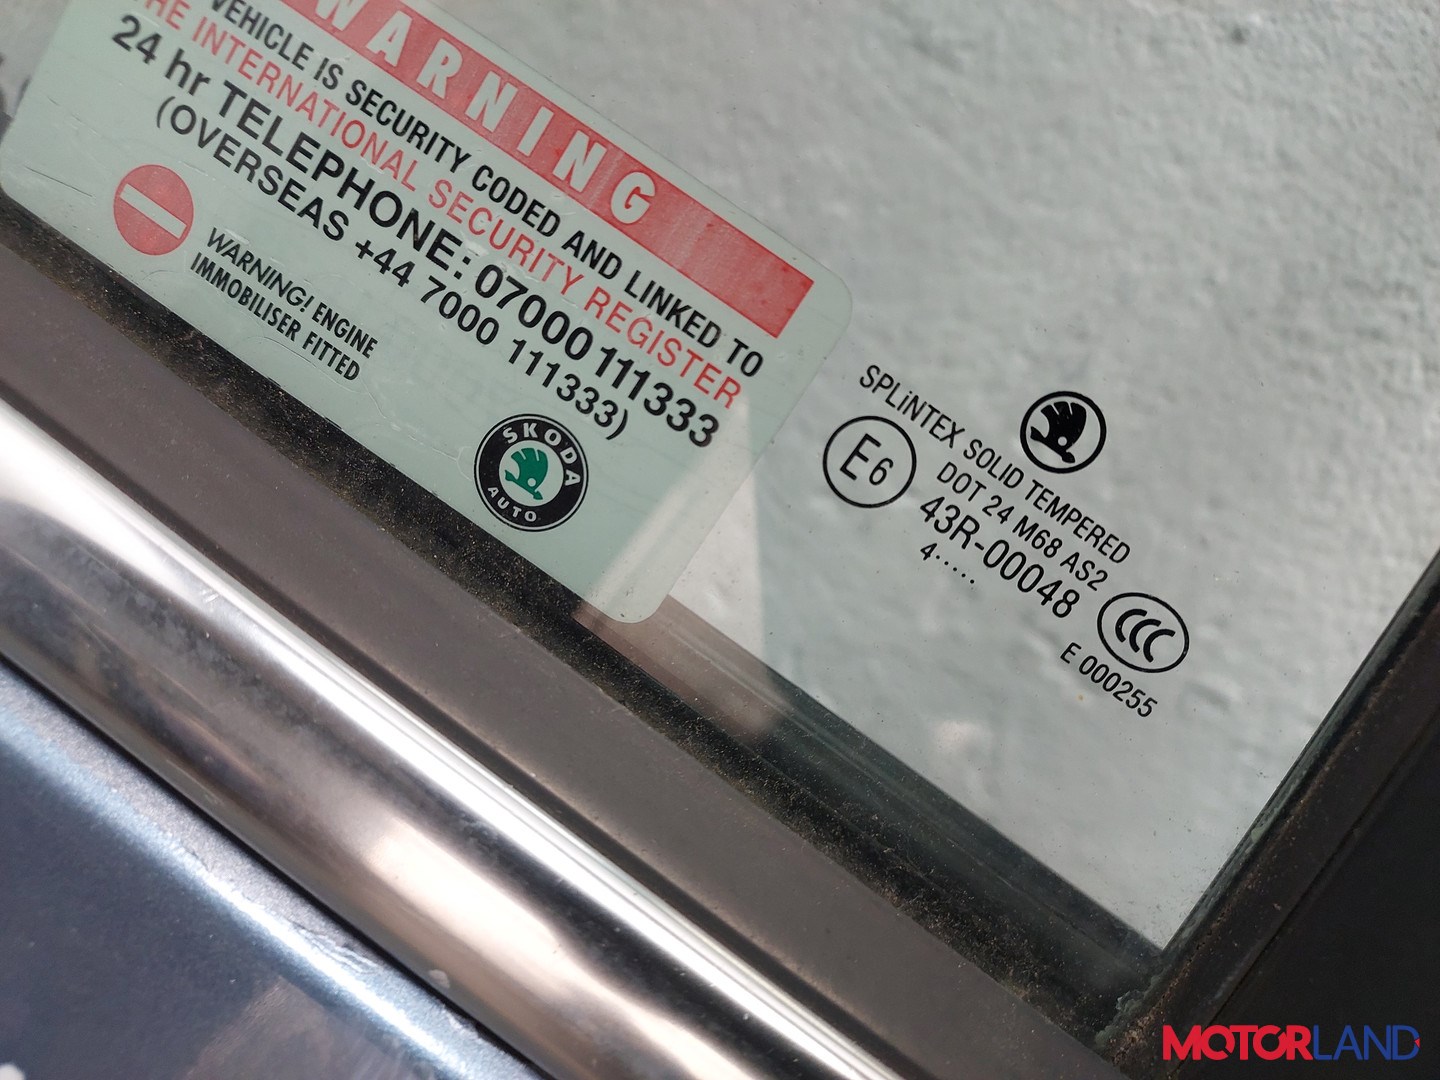 WARNING
VEHICLE IS SECURITY CODED AND LINKED TO
THE INTERNATIONAL SECURITY REGISTER
24 hr TELEPHONE: 07000 111333
(OVERSEAS +44 7000 111333)
WARNING! ENGINE
IMMOBILISER FITTED
SKODA
AUTO
SPLiNTEX SOLID TEMPERED
DOT 24 M68 AS2
E6
43R-00048
4.....
CCC
E 000255
MOTORLAND